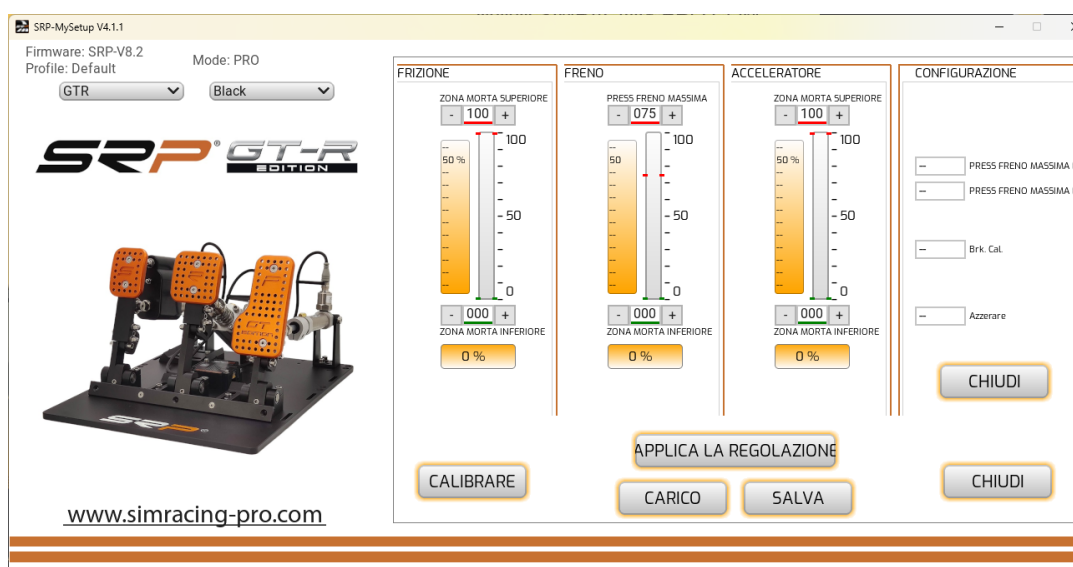 SRP-MySetup V4.1.1
Firmware: SRP-V8.2
Profile: Default
Mode: PRO
GTR
Black
SRP GT-R
EDITION
www.simracing-pro.com
FRIZIONE
ZONA MORTA SUPERIORE
- 100 +
50 %
100
50
0
- 000 +
ZONA MORTA INFERIORE
0 %
CALIBRARE
FRENO
PRESS FRENO MASSIMA
- 075 +
50
100
50
0
- 000 +
ZONA MORTA INFERIORE
0 %
ACCELERATORE
ZONA MORTA SUPERIORE
- 100 +
50 %
100
50
0
- 000 +
ZONA MORTA INFERIORE
0 %
APPLICA LA REGOLAZIONE
CARICO
SALVA
CONFIGURAZIONE
-- PRESS FRENO MASSIMA
-- PRESS FRENO MASSIMA
-- Brk. Cal.
-- Azzerare
CHIUDI
CHIUDI